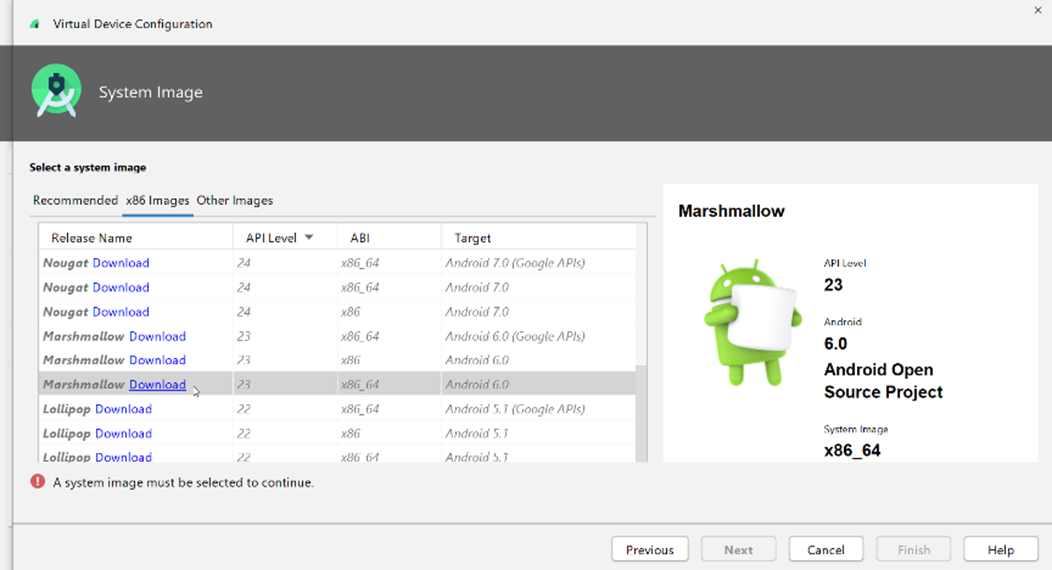 Virtual Device Configuration
System Image
Select a system image
Recommended x86 Images Other Images
Release Name API Level ABI Target
Nougat Download 24 x86_64 Android 7.0 (Google APIs)
Nougat Download 24 x86_64 Android 7.0
Nougat Download 24 x86 Android 7.0
Marshmallow Download 23 x86_64 Android 6.0 (Google APIs)
Marshmallow Download 23 x86 Android 6.0
Marshmallow Download 23 x86_64 Android 6.0
Lollipop Download 22 x86_64 Android 5.1 (Google APIs)
Lollipop Download 22 x86 Android 5.1
Lollipop Download 22 x86_64 Android 5.1
Marshmallow
API Level
23
Android
6.0
Android Open
Source Project
System Image
x86_64
A system image must be selected to continue.
Previous Next Cancel Finish Help